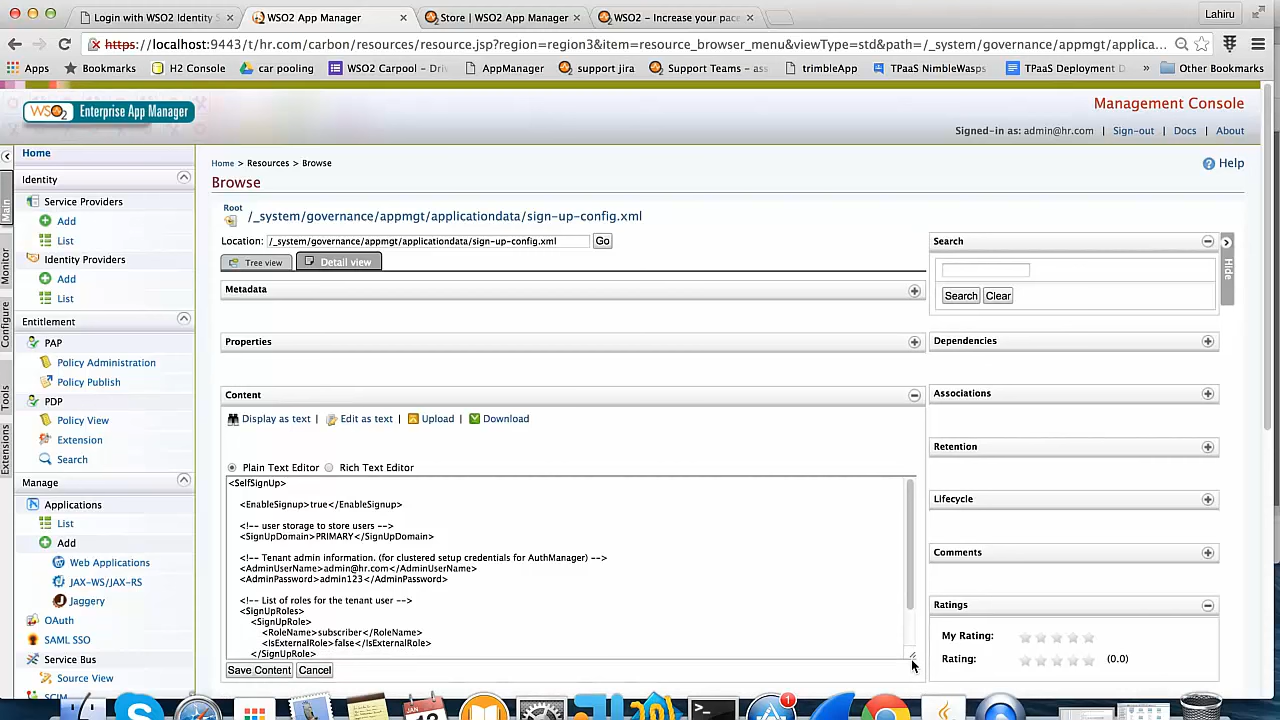 Login with WSO2 Identity S
WSO2 App Manager
Store | WSO2 App Manager
WSO2 – Increase your pac
Lahiru
https://localhost:9443/t/hr.com/carbon/resources/resource.jsp?region=region3&item=resource_browser_menu&viewType=std&path=/_system/governance/appmgt/applica...
Apps
Bookmarks
H2 Console
car pooling
WSO2 Carpool - D
AppManager
support jira
Support Teams - ass
trimbleApp
TPaaS NimbleWasps
TPaaS Deployment D
»
Other Bookmarks
WSO2 Enterprise App Manager
Management Console
Signed-in as: admin@hr.com | Sign-out | Docs | About
Main
Monitor
Configure
Tools
Extensions
Home
Identity
Service Providers
Add
List
Identity Providers
Add
List
Entitlement
PAP
Policy Administration
Policy Publish
PDP
Policy View
Extension
Search
Manage
Applications
List
Add
Web Applications
JAX-WS/JAX-RS
Jaggery
OAuth
SAML SSO
Service Bus
Source View
SCIM
Home > Resources > Browse
Help
Browse
Root
/_system/governance/appmgt/applicationdata/sign-up-config.xml
Location: /_system/governance/appmgt/applicationdata/sign-up-config.xml Go
Tree view
Detail view
Metadata
Properties
Content
Display as text | Edit as text | Upload | Download
Plain Text Editor Rich Text Editor
<SelfSignUp>
<EnableSignup>true</EnableSignup>
<!-- user storage to store users -->
<SignUpDomain>PRIMARY</SignUpDomain>
<!-- Tenant admin information. (for clustered setup credentials for AuthManager) -->
<AdminUserName>admin@hr.com</AdminUserName>
<AdminPassword>admin123</AdminPassword>
<!-- List of roles for the tenant user -->
<SignUpRoles>
<SignUpRole>
<RoleName>subscriber</RoleName>
<IsExternalRole>false</IsExternalRole>
</SignUpRole>
Save Content Cancel
Search
Search Clear
Hide
Dependencies
Associations
Retention
Lifecycle
Comments
Ratings
My Rating:
Rating: (0.0)
JAN
1